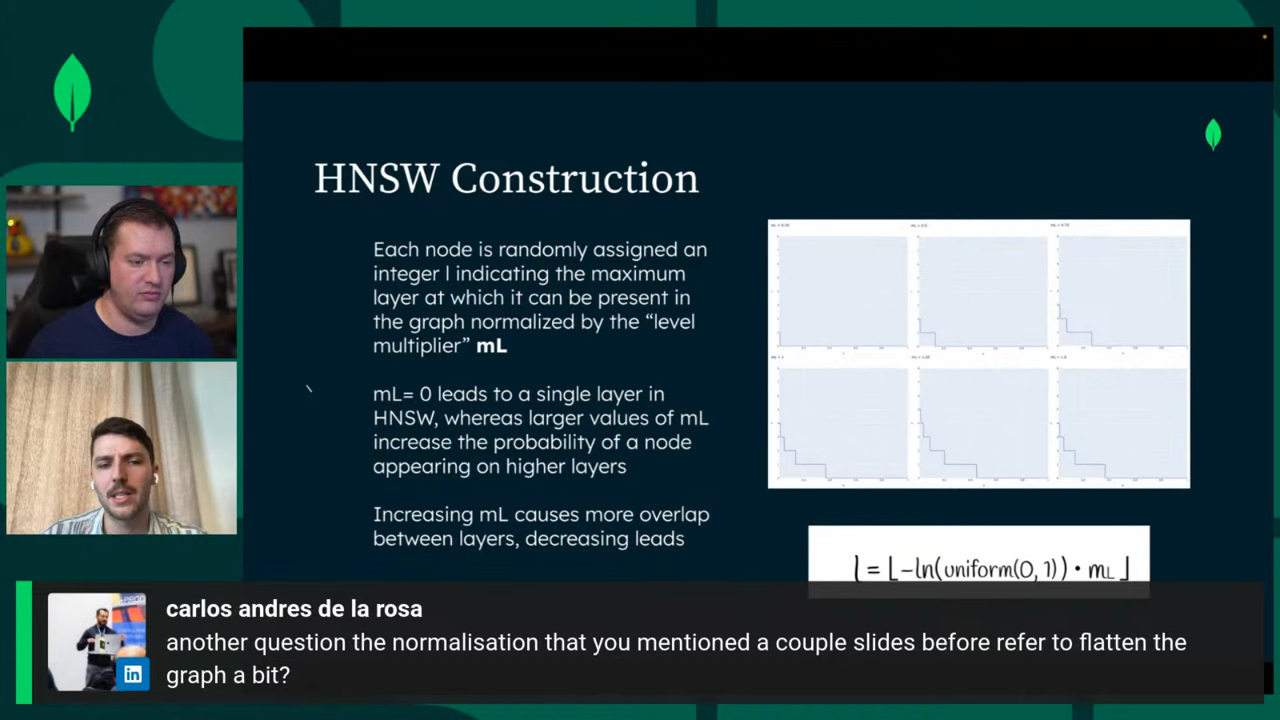 HNSW Construction
Each node is randomly assigned an
integer l indicating the maximum
layer at which it can be present in
the graph normalized by the “level
multiplier” mL
mL= 0 leads to a single layer in
HNSW, whereas larger values of mL
increase the probability of a node
appearing on higher layers
Increasing mL causes more overlap
between layers, decreasing leads
l = ⌊-ln(uniform(0,1)) • mL⌋
carlos andres de la rosa
another question the normalisation that you mentioned a couple slides before refer to flatten the
graph a bit?
in